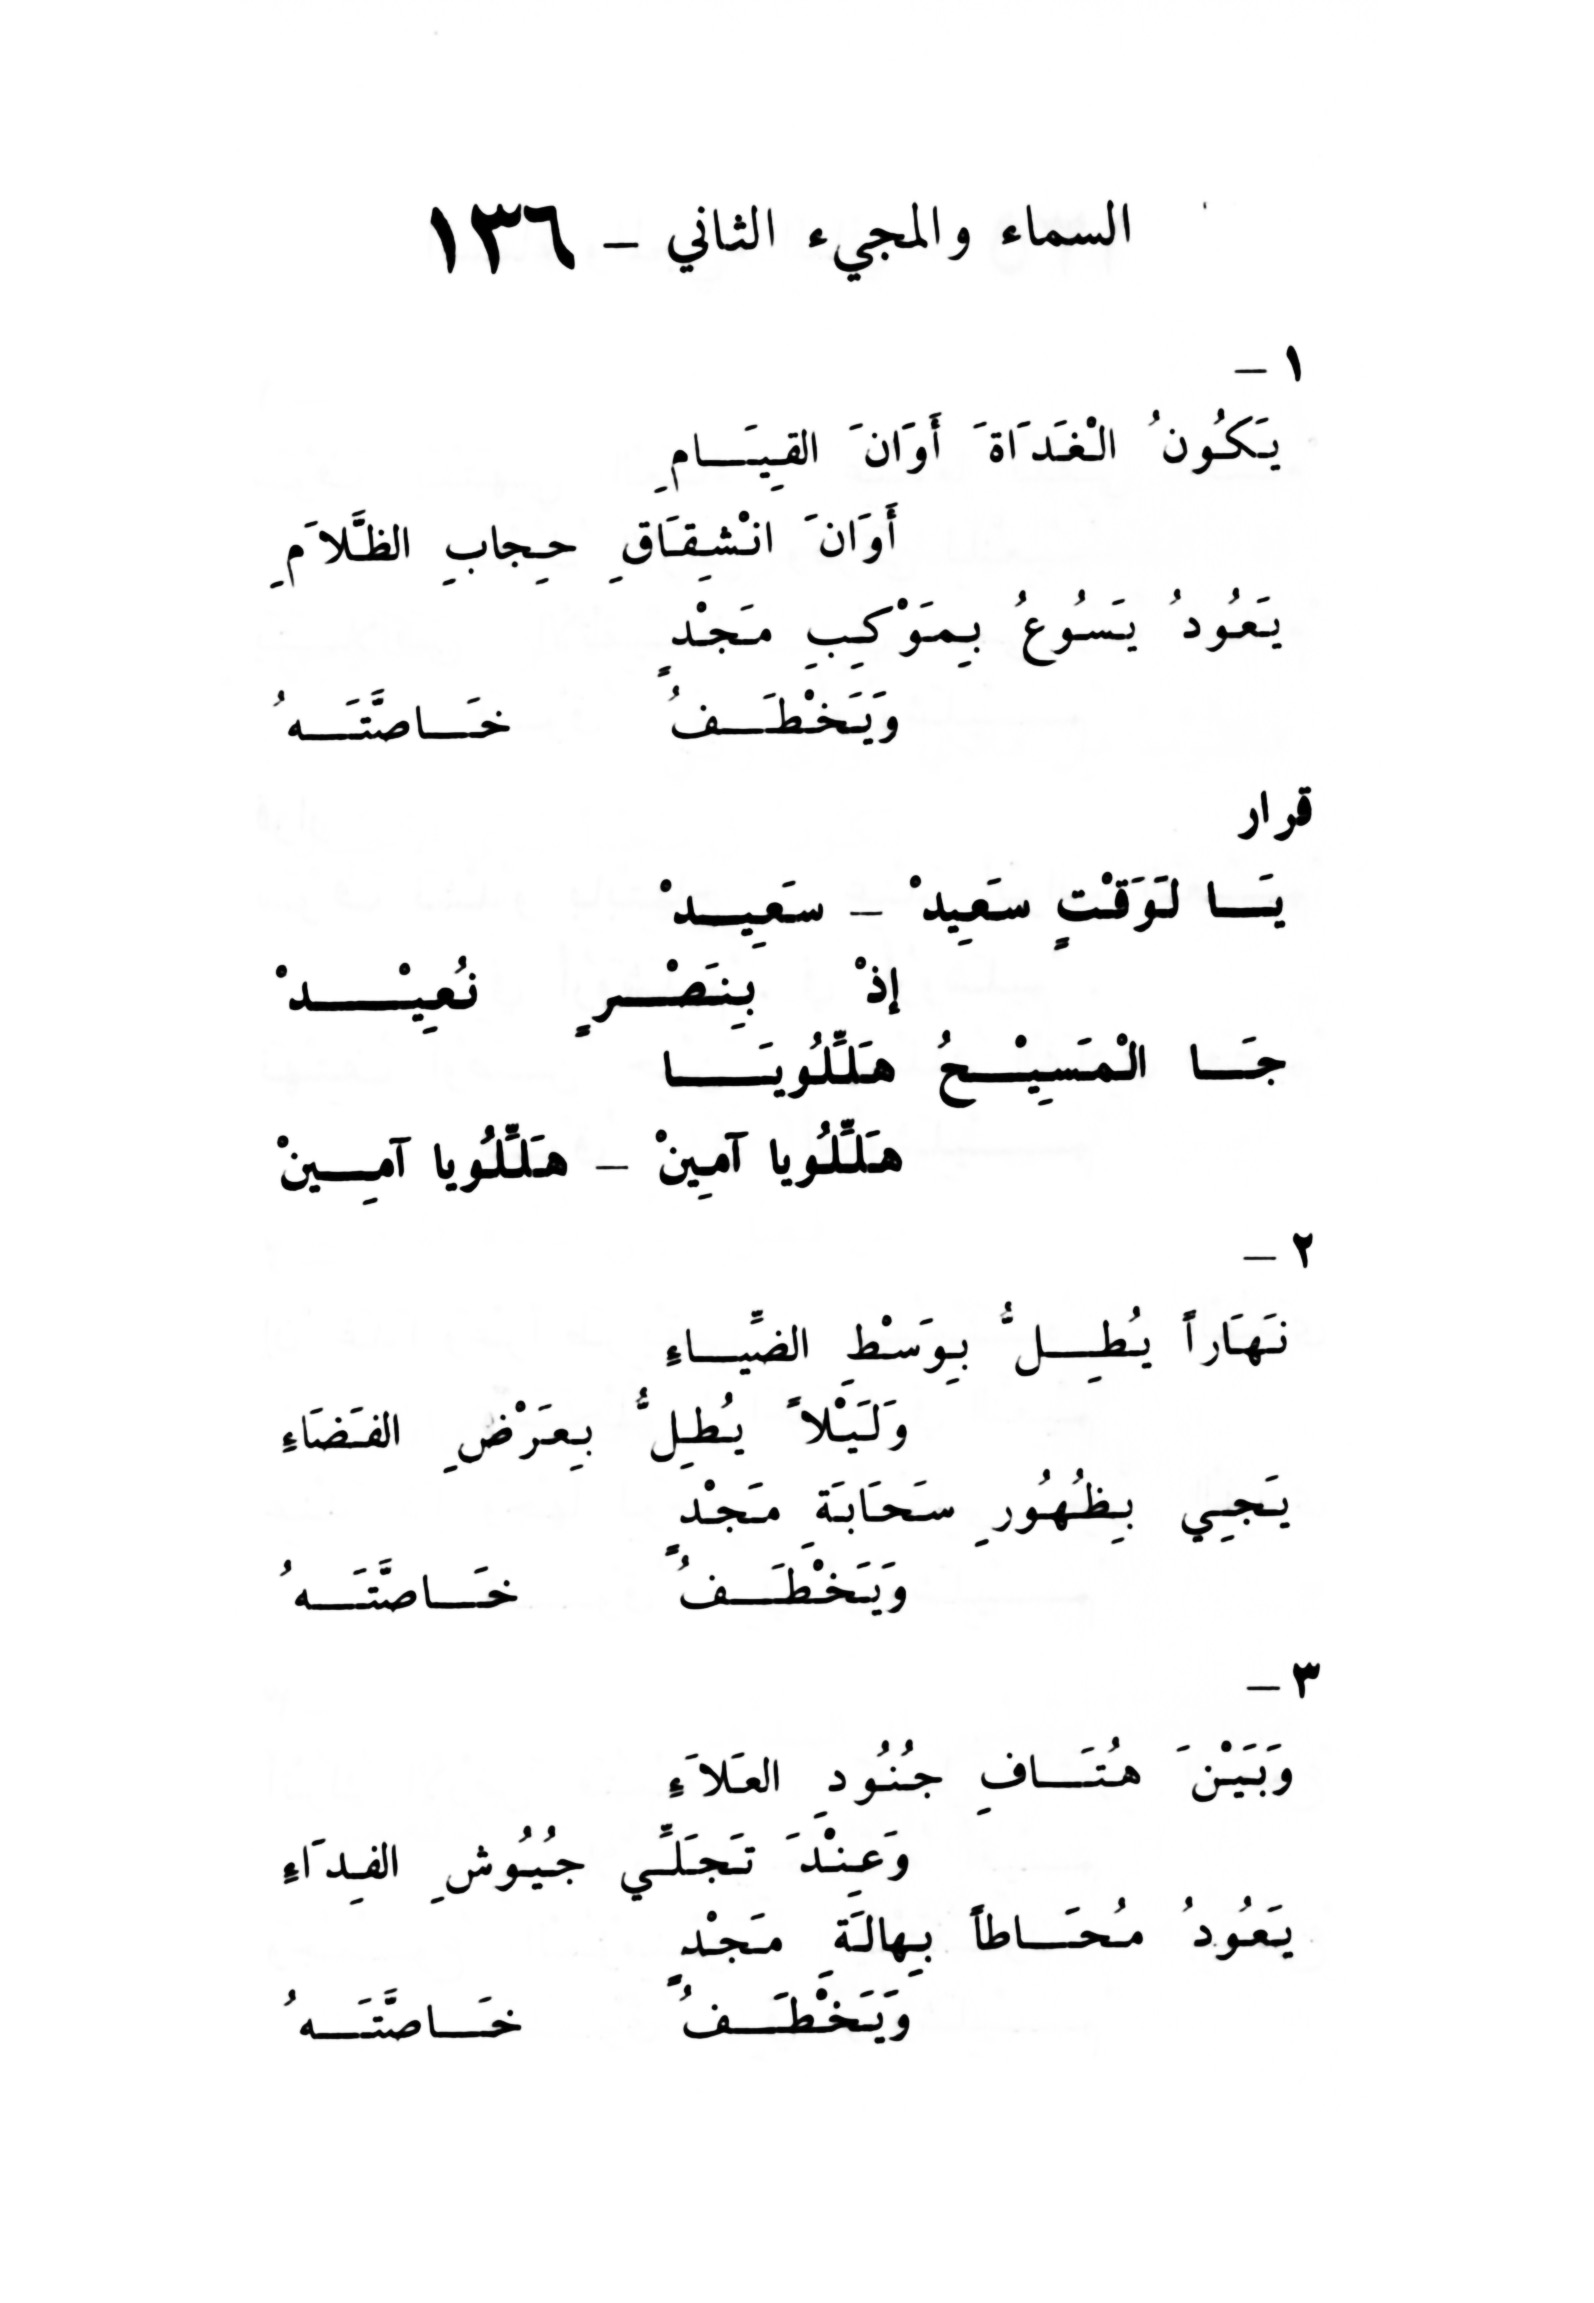 السماء والمجيء الثاني – ١٣٦
١ –
يَكُونُ الْغَدَاةَ أَوَانَ القِيَامِ
أَوَانَ انْشِقَاقِ حِجابِ الظَّلاَمِ
يَعُودُ يَسُوعُ بِمَوْكِبِ مَجْدٍ
وَيَخْطَفُ خَاصَّتَهُ
قرار
يَا لَوَقْتٍ سَعِيدْ – سَعِيدْ
إذْ بِنَصْرٍ نُعِيْدْ
جَا الْمَسِيْحُ هَلِّلُويَا
هَلِّلُويا آمِينْ – هَلِّلُويا آمِينْ
٢ –
نَهَاراً يُطِلُّ بِوَسْطِ الضِّيَاءِ
وَلَيْلاً يُطِلُّ بِعَرْضِ الفَضَاءِ
يَجِي بِظُهُورِ سَحَابَةِ مَجْدٍ
وَيَخْطَفُ خَاصَّتَهُ
٣ –
وَبَيْنَ هُتَافِ جُنُودِ العَلاَءِ
وَعِنْدَ تَجَلِّي جُيُوشِ الفِدَاءِ
يَعُودُ مُحَاطاً بِهالَةِ مَجْدٍ
وَيَخْطَفُ خَاصَّتَهُ